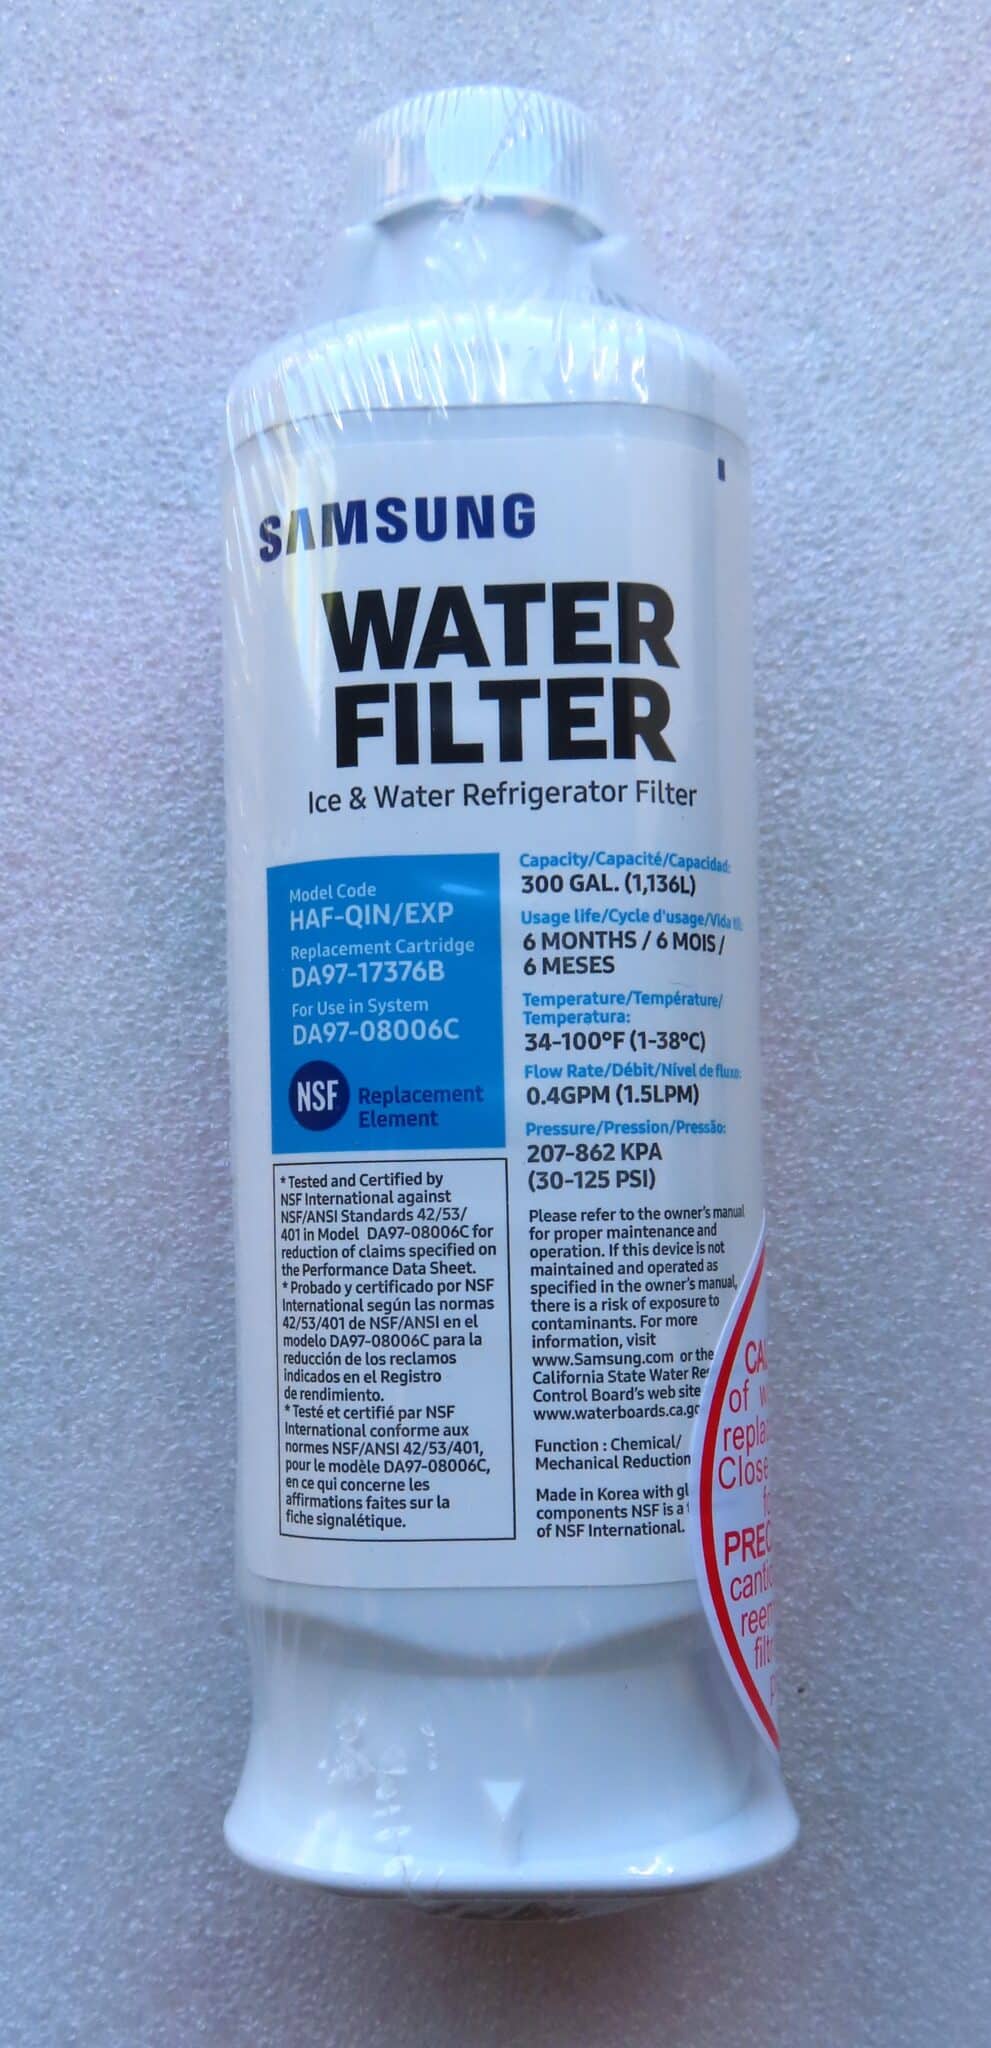 SAMSUNG
WATER
FILTER
Ice & Water Refrigerator Filter
Model Code
HAF-QIN/EXP
Replacement Cartridge
DA97-17376B
For Use in System
DA97-08006C
NSF
Replacement
Element
* Tested and Certified by
NSF International against
NSF/ANSI Standards 42/53/
401 in Model DA97-08006C for
reduction of claims specified on
the Performance Data Sheet.
* Probado y certificado por NSF
International según las normas
42/53/401 de NSF/ANSI en el
modelo DA97-08006C para la
reducción de los reclamos
indicados en el Registro
de rendimiento.
* Testé et certifié par NSF
International conforme aux
normes NSF/ANSI 42/53/401,
pour le modèle DA97-08006C,
en ce qui concerne les
affirmations faites sur la
fiche signalétique.
Capacity/Capacité/Capacidad:
300 GAL. (1,136L)
Usage life/Cycle d'usage/Vida
6 MONTHS / 6 MOIS /
6 MESES
Temperature/Température/
Temperatura:
34-100°F (1-38°C)
Flow Rate/Débit/Nivel de fluxo:
0.4GPM (1.5LPM)
Pressure/Pression/Pressão:
207-862 KPA
(30-125 PSI)
Please refer to the owner's manual
for proper maintenance and
operation. If this device is not
maintained and operated as
specified in the owner's manual,
there is a risk of exposure to
contaminants. For more
information, visit
www.Samsung.com or the
California State Water
Control Board's web site
www.waterboards.ca.go
Function : Chemical/
Mechanical Reduction
Made in Korea with
components NSF is a
of NSF International.
of
Close